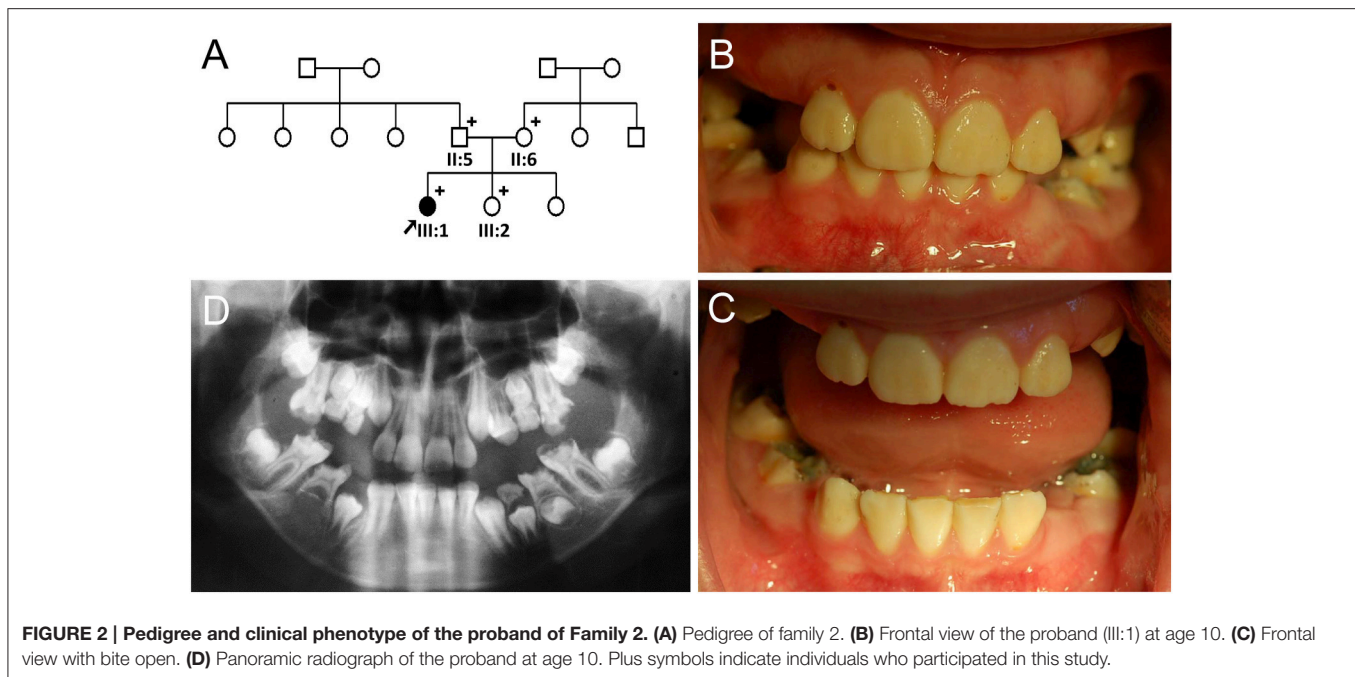 A
B
+
+
II:5
II:6
+
+
III:1
III:2
D
C
FIGURE 2 | Pedigree and clinical phenotype of the proband of Family 2. (A) Pedigree of family 2. (B) Frontal view of the proband (III:1) at age 10. (C) Frontal
view with bite open. (D) Panoramic radiograph of the proband at age 10. Plus symbols indicate individuals who participated in this study.